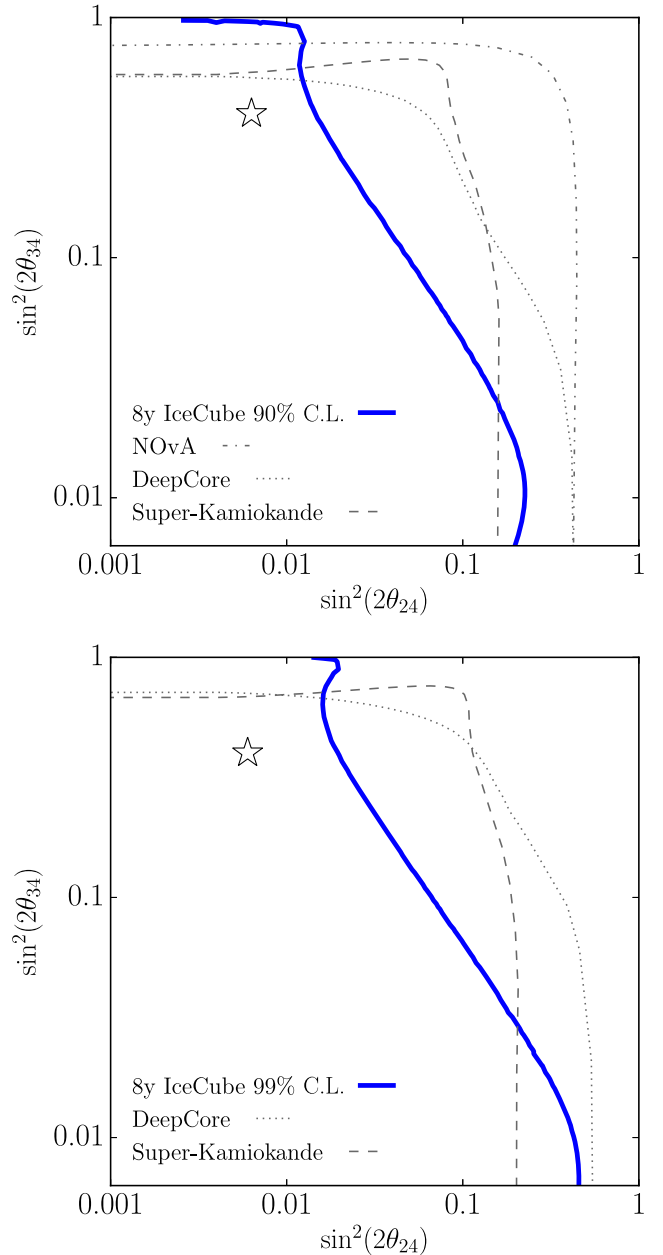 1
0.1
0.01
sin²(2θ₃₄)
8y IceCube 90% C.L.
NOνA
DeepCore
Super-Kamiokande
0.001 0.01 0.1 1
sin²(2θ₂₄)
1
0.1
0.01
sin²(2θ₃₄)
8y IceCube 99% C.L.
DeepCore
Super-Kamiokande
0.001 0.01 0.1 1
sin²(2θ₂₄)